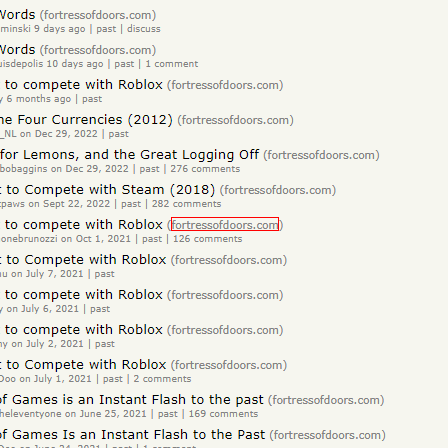 Words (fortressofdoors.com)
minski 9 days ago | past | discuss
Words (fortressofdoors.com)
uisdepolis 10 days ago | past | 1 comment
to compete with Roblox (fortressofdoors.com)
y 6 months ago | past
he Four Currencies (2012) (fortressofdoors.com)
_NL on Dec 29, 2022 | past
for Lemons, and the Great Logging Off (fortressofdoors.com)
bobaggins on Dec 29, 2022 | past | 276 comments
t to Compete with Steam (2018) (fortressofdoors.com)
paws on Sept 22, 2022 | past | 282 comments
to compete with Roblox (fortressofdoors.com)
onebrunozzi on Oct 1, 2021 | past | 126 comments
t to Compete with Roblox (fortressofdoors.com)
u on July 7, 2021 | past
to compete with Roblox (fortressofdoors.com)
y on July 6, 2021 | past
to compete with Roblox (fortressofdoors.com)
y on July 2, 2021 | past
t to Compete with Roblox (fortressofdoors.com)
Doo on July 1, 2021 | past | 2 comments
of Games is an Instant Flash to the past (fortressofdoors.com)
heleventyone on June 25, 2021 | past | 169 comments
of Games Is an Instant Flash to the Past (fortressofdoors.com)